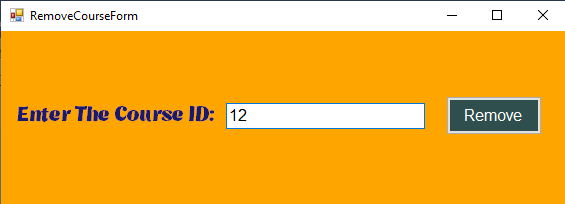 RemoveCourseForm
Enter The Course ID: 12 Remove